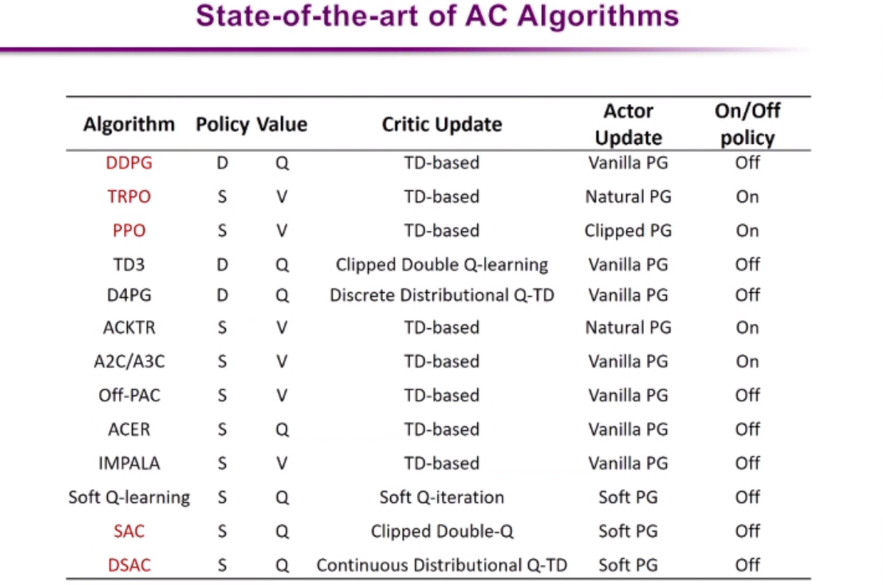 State-of-the-art of AC Algorithms
Algorithm Policy Value Critic Update Actor Update On/Off policy
DDPG D Q TD-based Vanilla PG Off
TRPO S V TD-based Natural PG On
PPO S V TD-based Clipped PG On
TD3 D Q Clipped Double Q-learning Vanilla PG Off
D4PG D Q Discrete Distributional Q-TD Vanilla PG Off
ACKTR S V TD-based Natural PG On
A2C/A3C S V TD-based Vanilla PG On
Off-PAC S V TD-based Vanilla PG Off
ACER S Q TD-based Vanilla PG Off
IMPALA S V TD-based Vanilla PG Off
Soft Q-learning S Q Soft Q-iteration Soft PG Off
SAC S Q Clipped Double-Q Soft PG Off
DSAC S Q Continuous Distributional Q-TD Soft PG Off